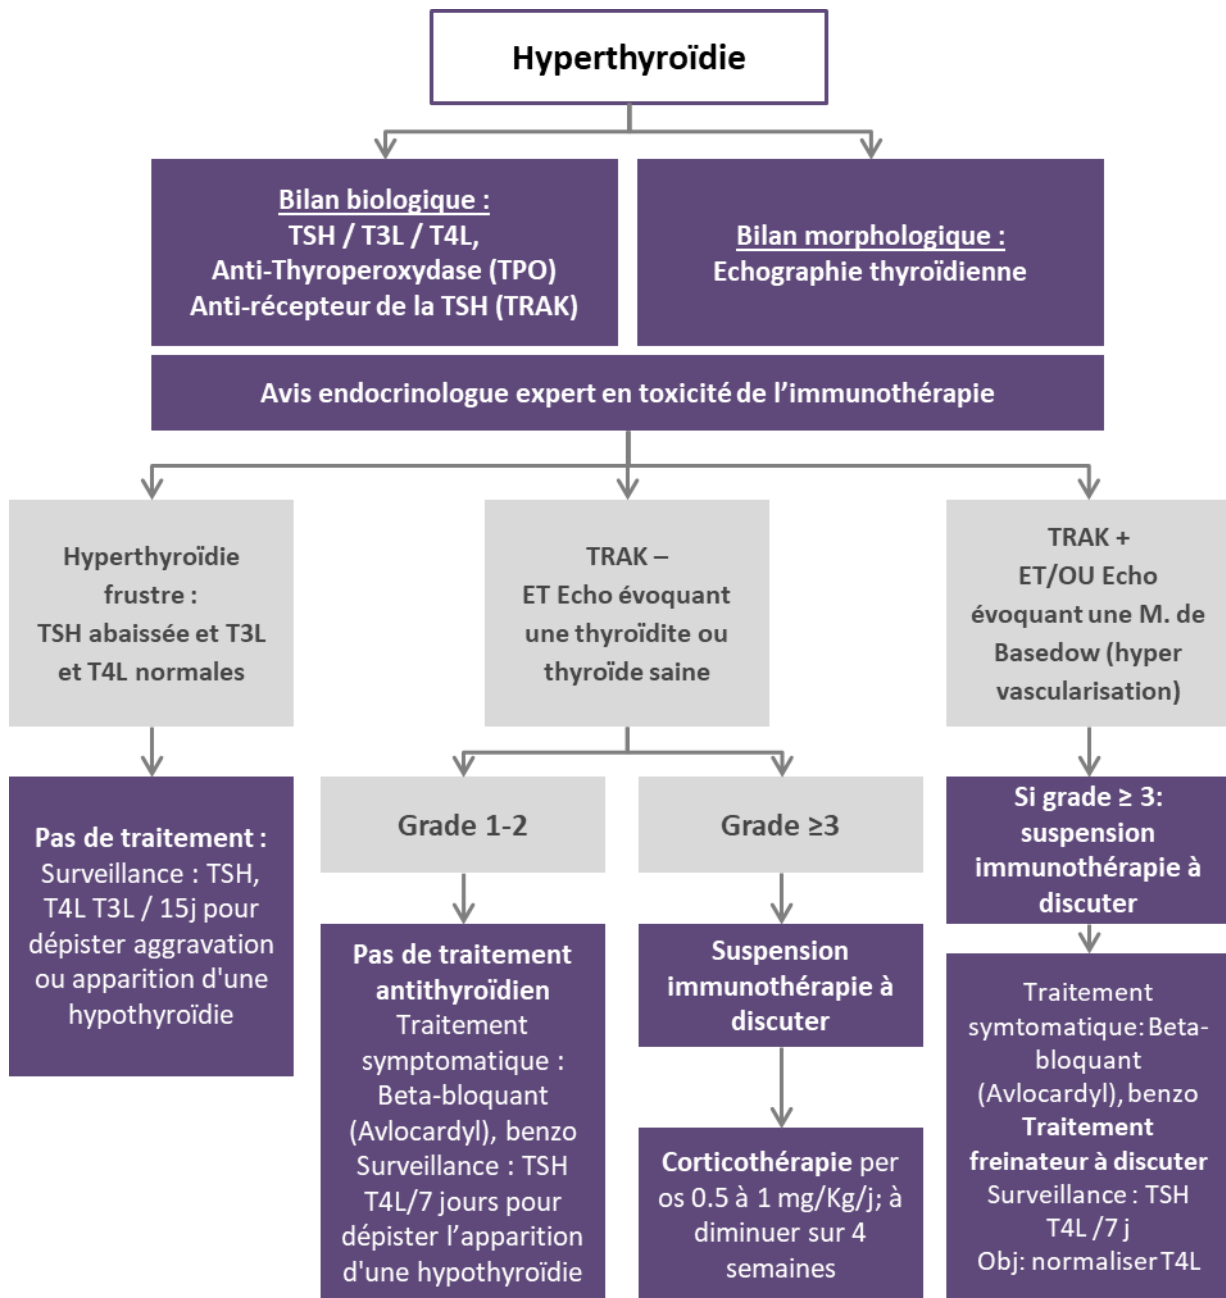 Hyperthyroïdie
Bilan biologique :
TSH / T3L / T4L,
Anti-Thyroperoxydase (TPO)
Anti-récepteur de la TSH (TRAK)
Bilan morphologique :
Echographie thyroïdienne
Avis endocrinologue expert en toxicité de l’immunothérapie
Hyperthyroïdie
frustre :
TSH abaissée et T3L
et T4L normales
TRAK –
ET Echo évoquant
une thyroïdite ou
thyroïde saine
TRAK +
ET/OU Echo
évoquant une M. de
Basedow (hyper
vascularisation)
Pas de traitement :
Surveillance : TSH,
T4L T3L / 15j pour
dépister aggravation
ou apparition d'une
hypothyroïdie
Grade 1-2
Pas de traitement
antithyroïdien
Traitement
symptomatique :
Beta-bloquant
(Avlocardyl), benzo
Surveillance : TSH
T4L/7 jours pour
dépister l’apparition
d'une hypothyroïdie
Grade ≥3
Suspension
immunothérapie à
discuter
Corticothérapie per
os 0.5 à 1 mg/Kg/j; à
diminuer sur 4
semaines
Si grade ≥ 3:
suspension
immunothérapie à
discuter
Traitement
symtomatique: Beta-
bloquant
(Avlocardyl), benzo
Traitement
freinateur à discuter
Surveillance : TSH
T4L /7 j
Obj: normaliser T4L